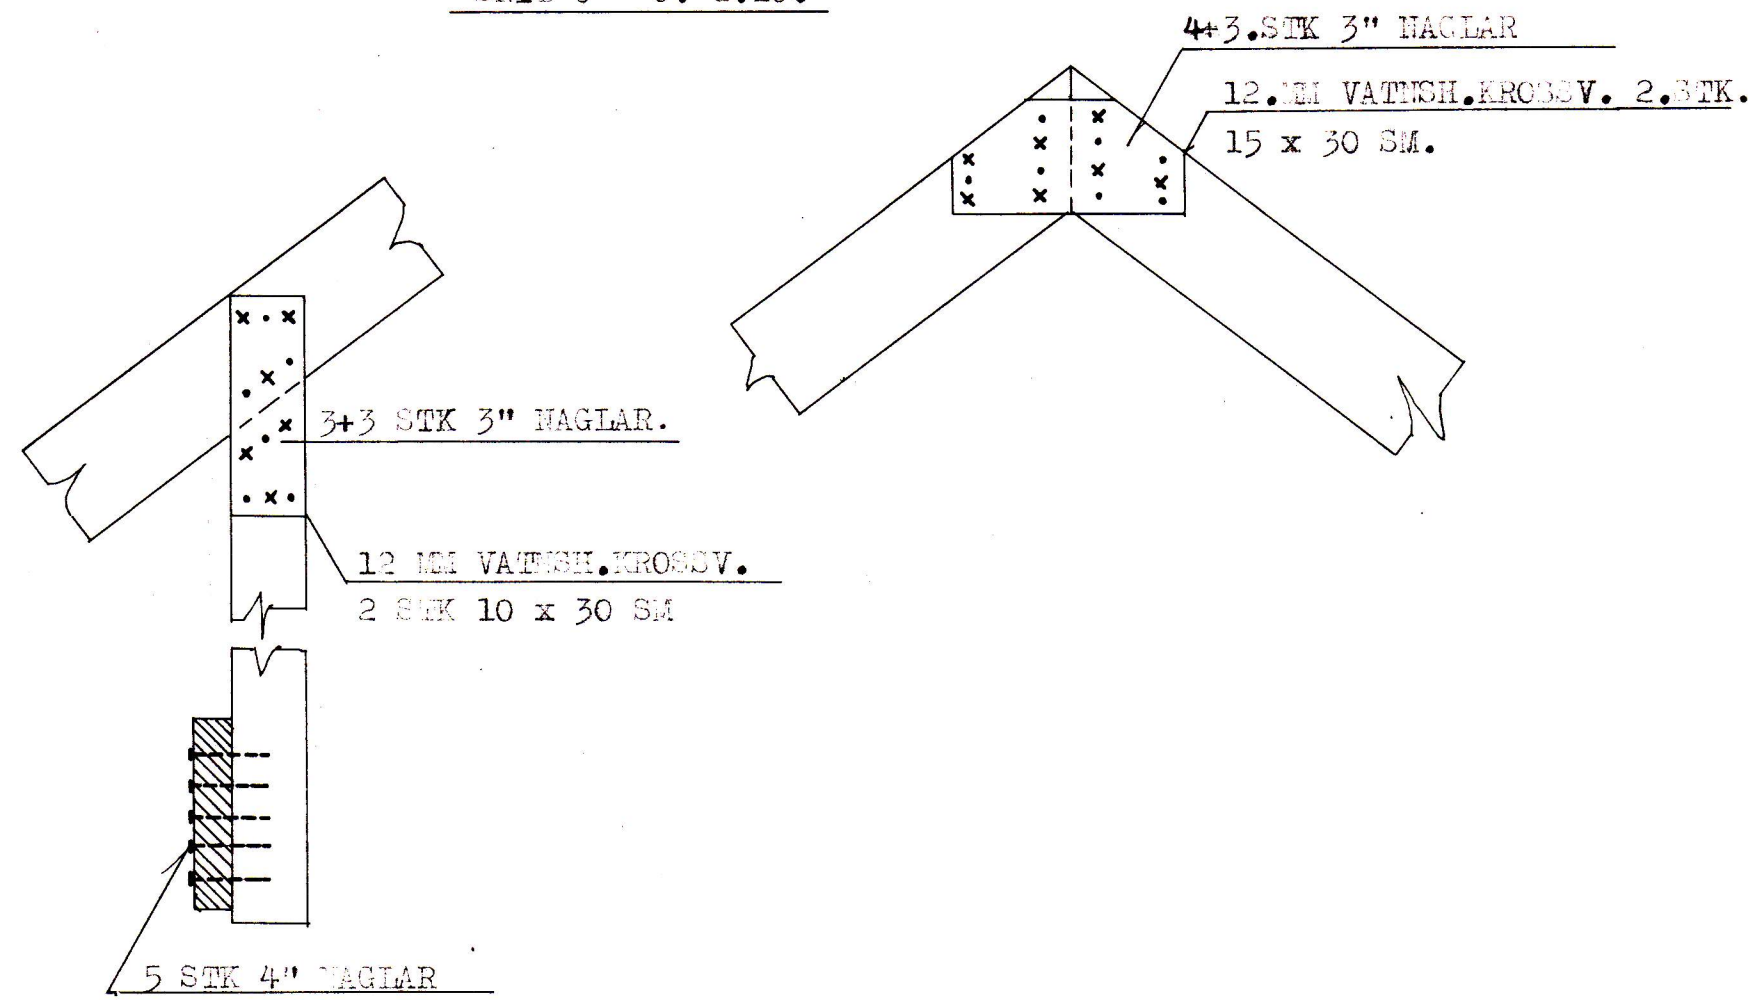 4+3.STK 3" NAGLAR
12.MM VATNSH.KROSSV. 2.STK.
15 x 30 SM.
3+3 STK 3" NAGLAR.
12 MM VATNSH.KROSSV.
2 STK 10 x 30 SM
5 STK 4" NAGLAR